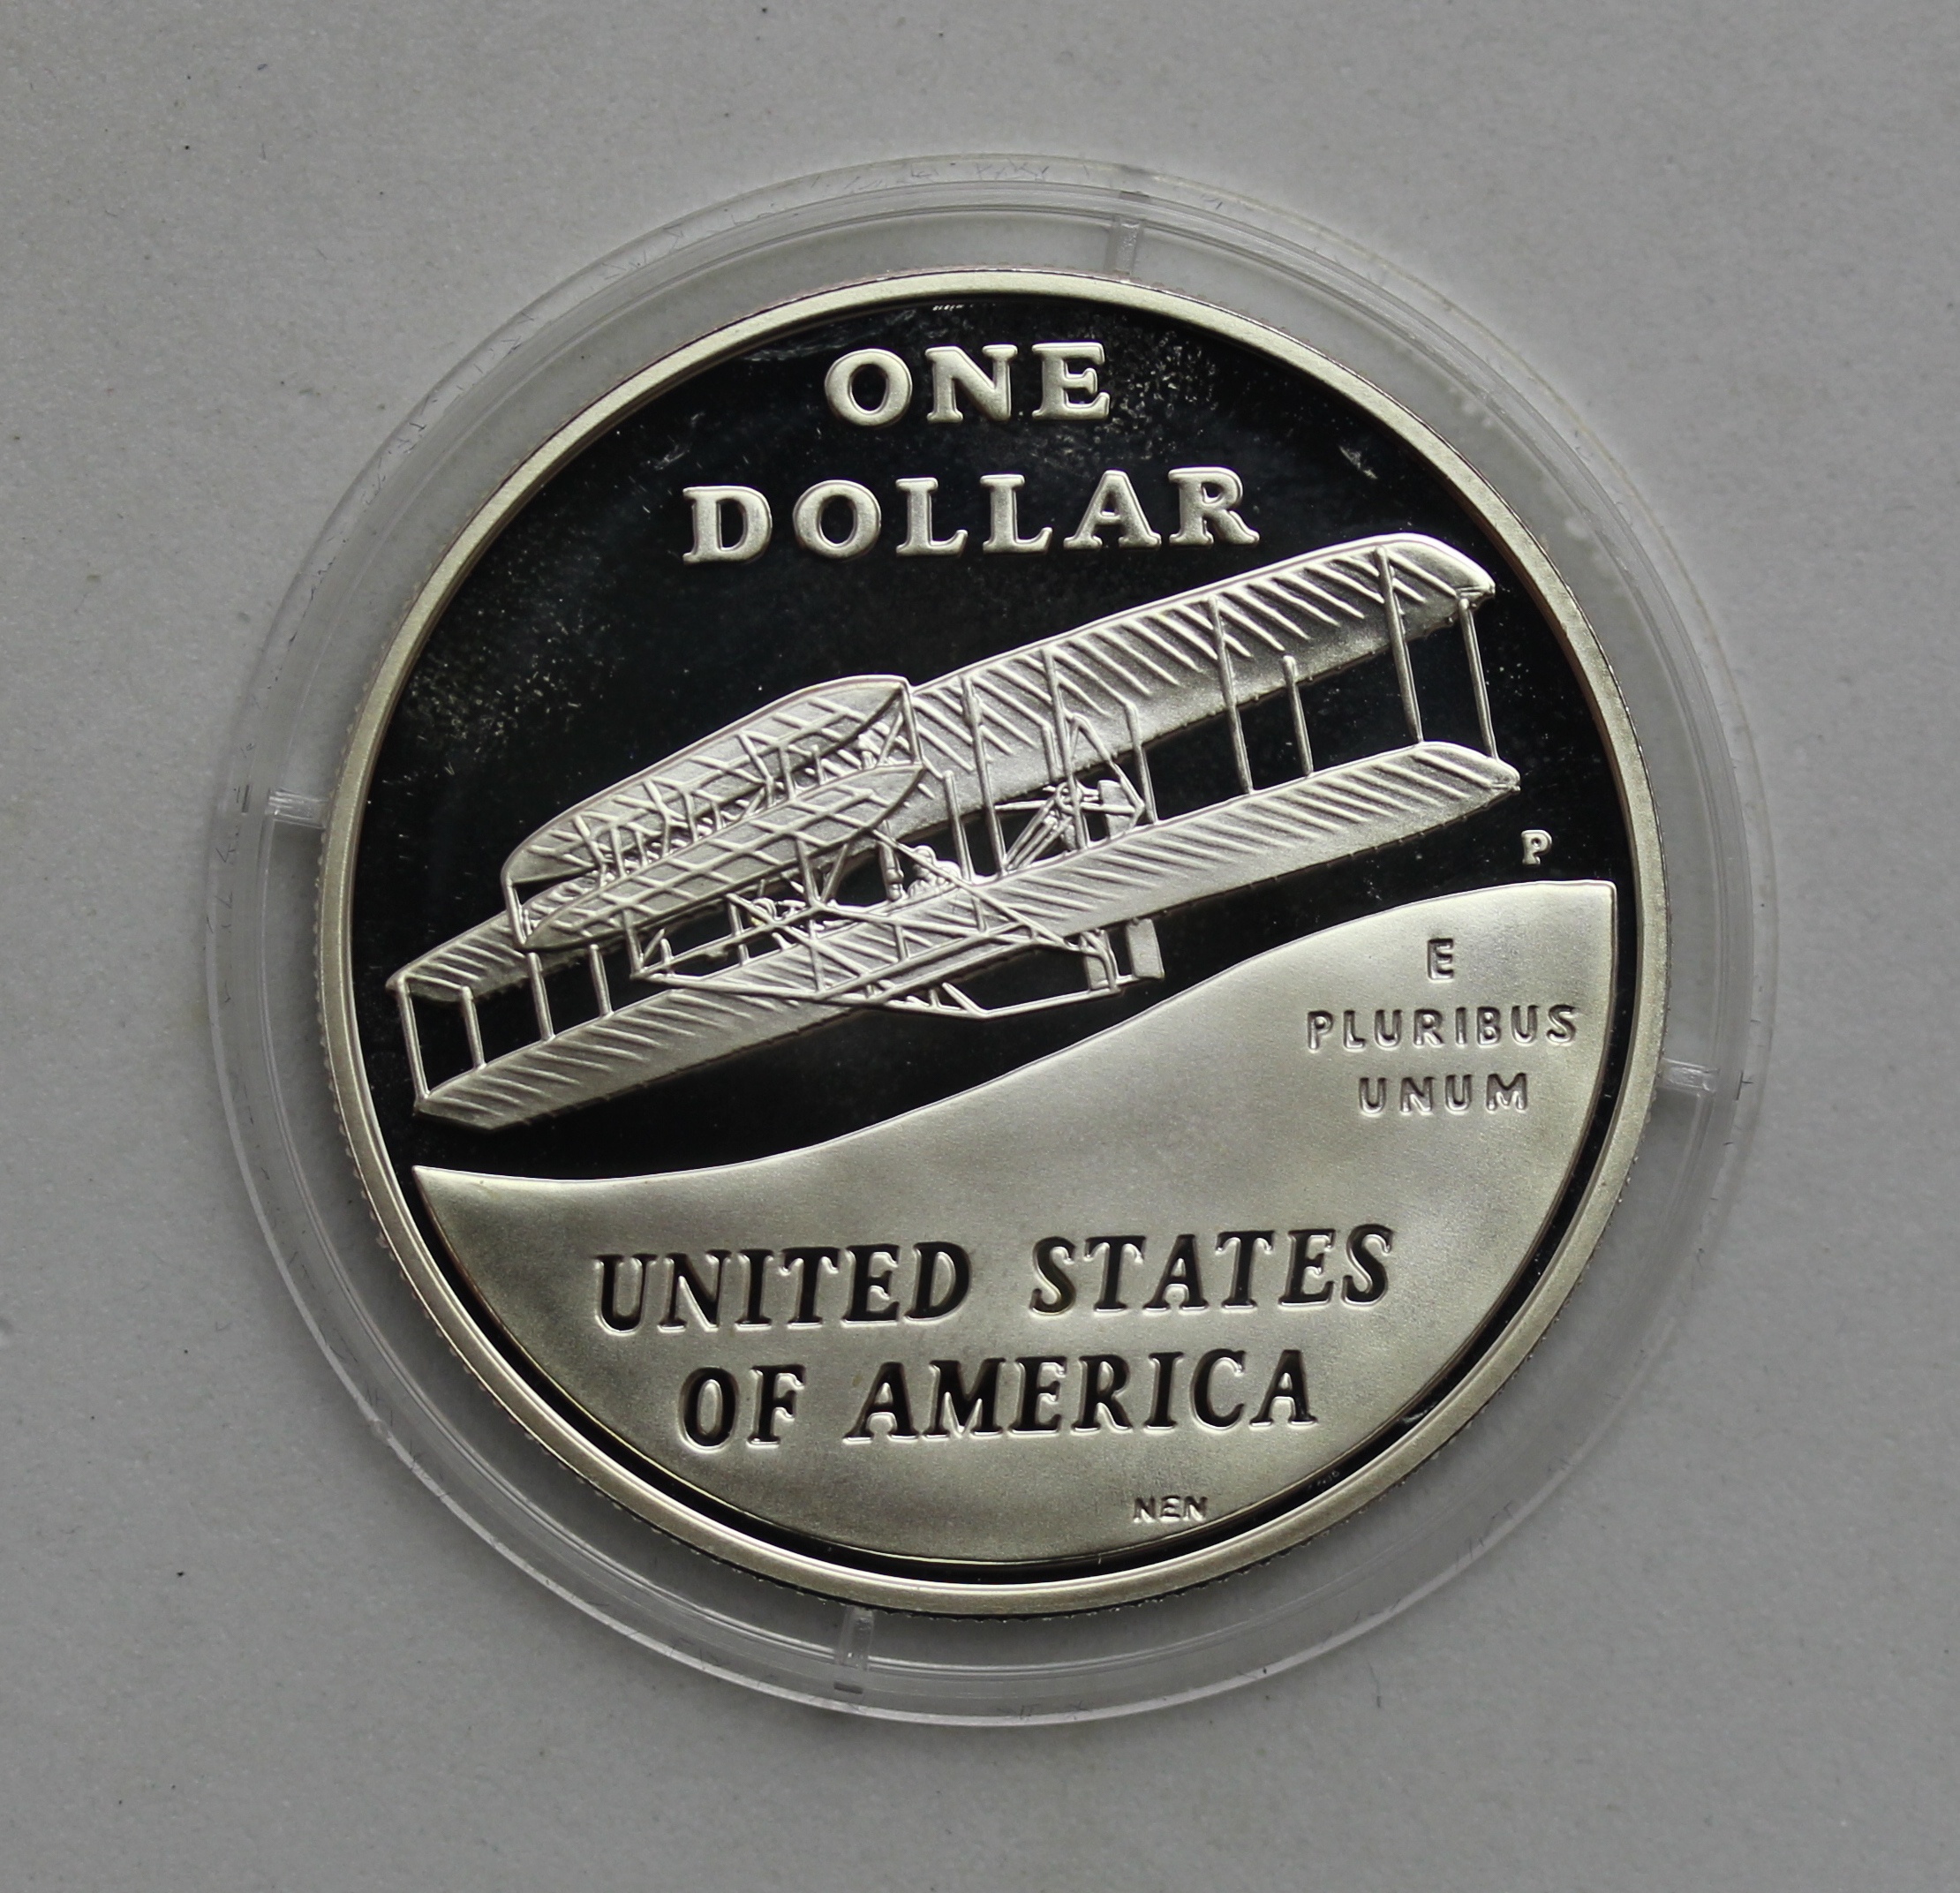 ONE
DOLLAR
P
E
PLURIBUS
UNUM
UNITED STATES
OF AMERICA
NEN